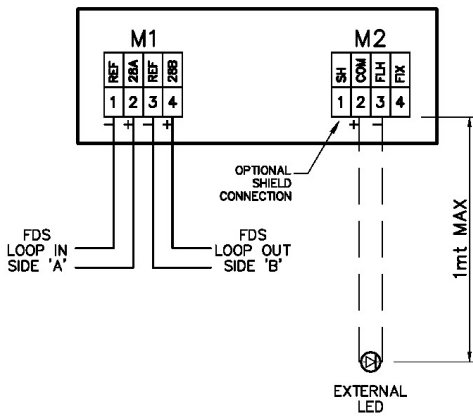 M1
M2
REF 28A REF 28B
SH COM FLH FIX
1 2 3 4
1 2 3 4
- + - +
+ -
OPTIONAL
SHIELD
CONNECTION
FDS
LOOP IN
SIDE 'A'
FDS
LOOP OUT
SIDE 'B'
1mt MAX
EXTERNAL
LED